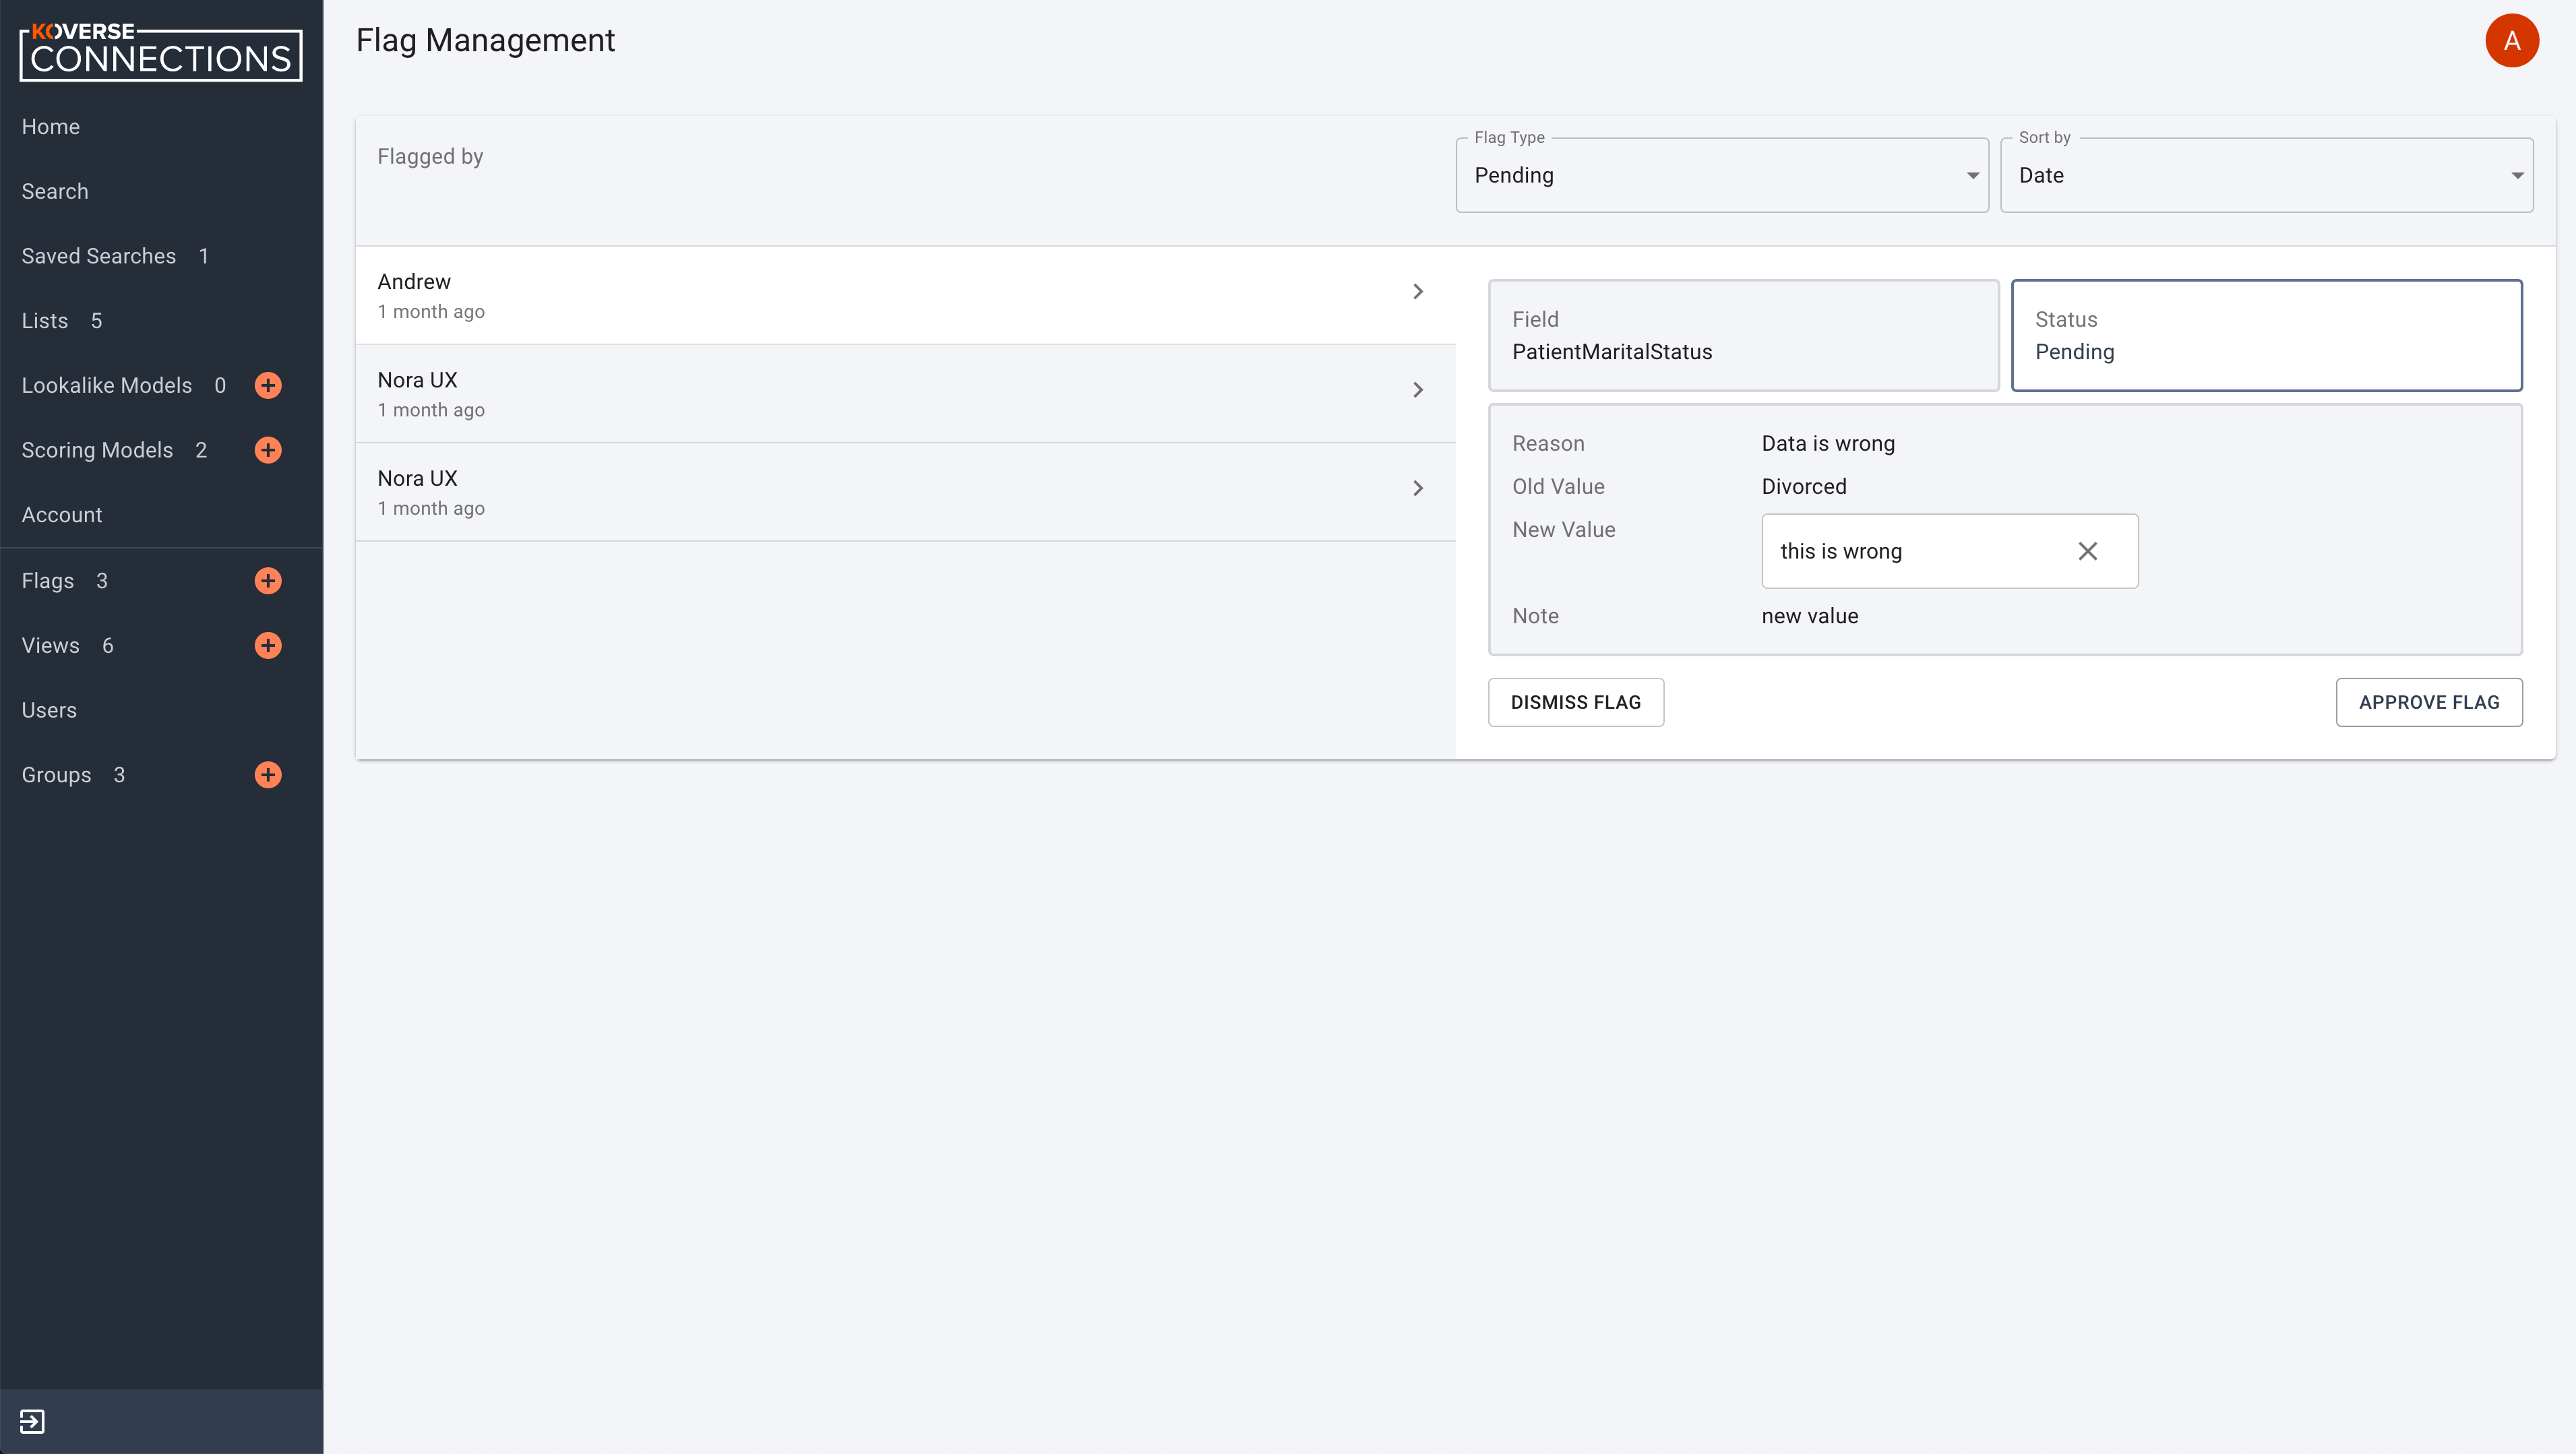 KOVERSE
CONNECTIONS
Home
Search
Saved Searches 1
Lists 5
Lookalike Models 0
Scoring Models 2
Account
Flags 3
Views 6
Users
Groups 3
Flag Management
A
Flagged by
Flag Type
Pending
Sort by
Date
Andrew
1 month ago
Nora UX
1 month ago
Nora UX
1 month ago
Field
PatientMaritalStatus
Status
Pending
Reason Data is wrong
Old Value Divorced
New Value this is wrong
Note new value
DISMISS FLAG
APPROVE FLAG